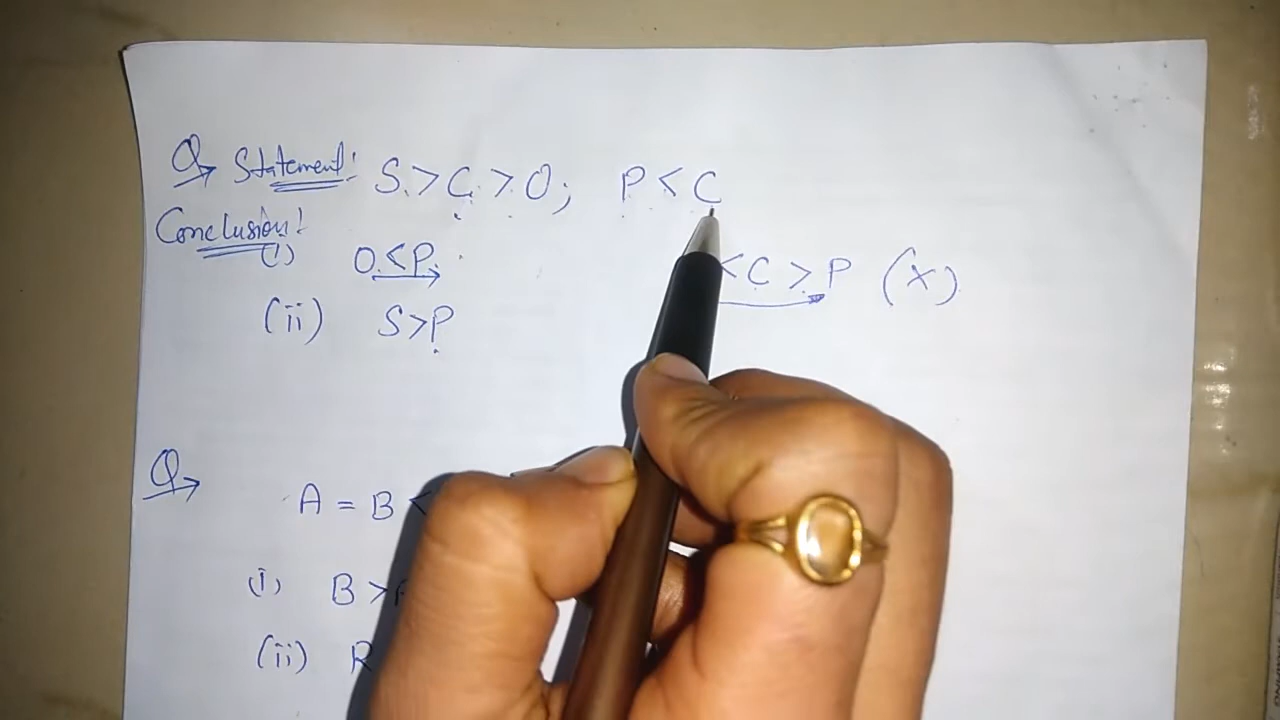 Q→ Statement: S > C > O; P < C
Conclusion:
(i) O < P
< C > P (x)
(ii) S > P
Q→
A = B <
(i) B >
(ii) R